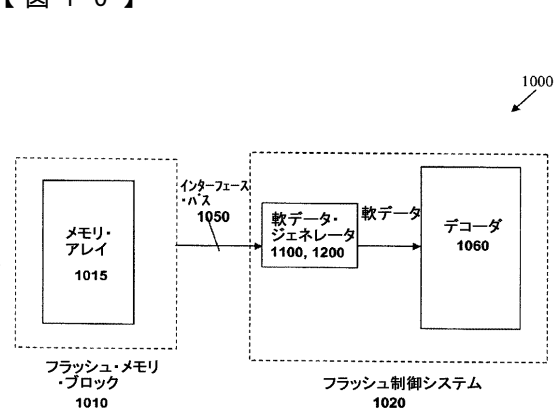 【図10】
1000
インターフェース
・バス
1050
メモリ・
アレイ
1015
軟データ・
ジェネレータ
1100, 1200
軟データ
デコーダ
1060
フラッシュ・メモリ
・ブロック
1010
フラッシュ制御システム
1020